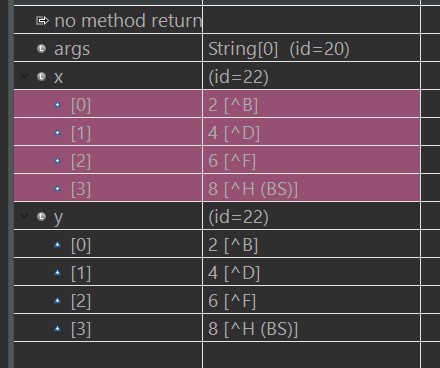 no method return
args String[0] (id=20)
x (id=22)
[0] 2 [^B]
[1] 4 [^D]
[2] 6 [^F]
[3] 8 [^H (BS)]
y (id=22)
[0] 2 [^B]
[1] 4 [^D]
[2] 6 [^F]
[3] 8 [^H (BS)]